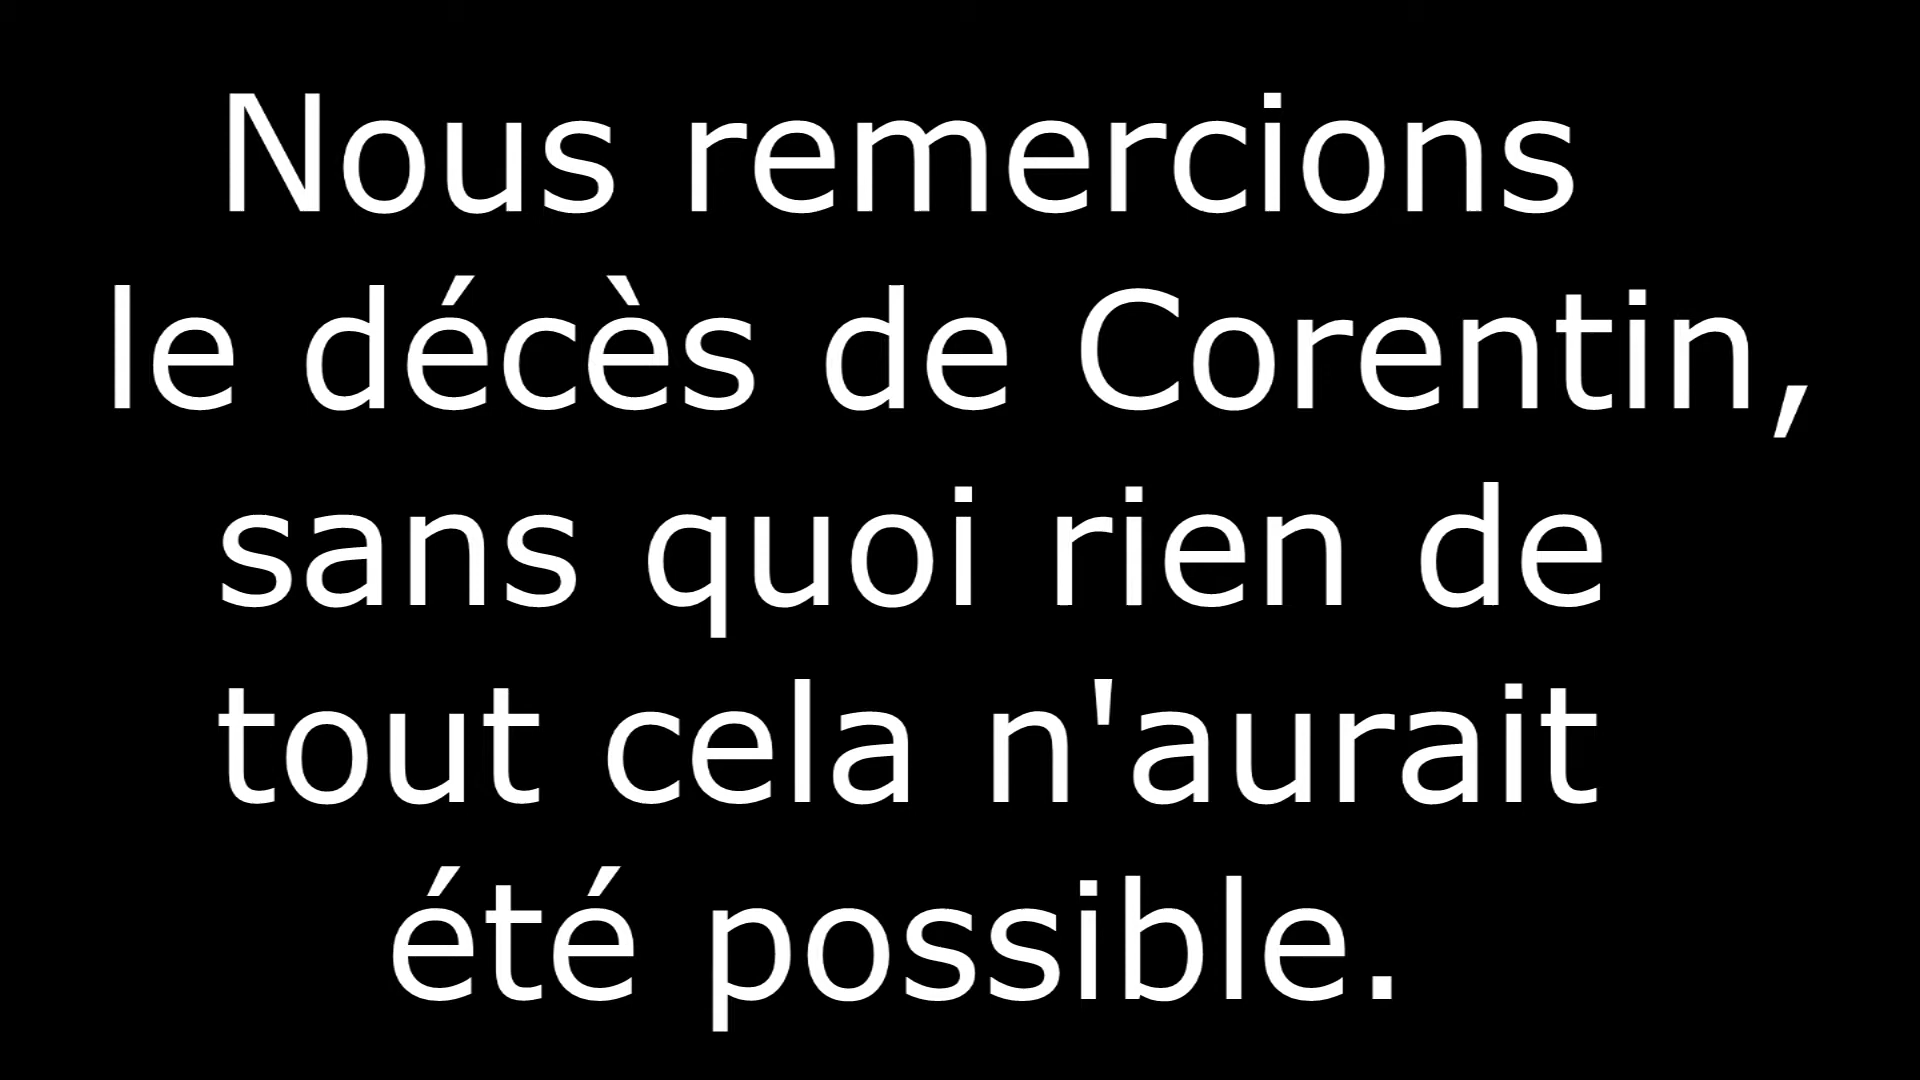 Nous remercions
le décès de Corentin,
sans quoi rien de
tout cela n'aurait
été possible.